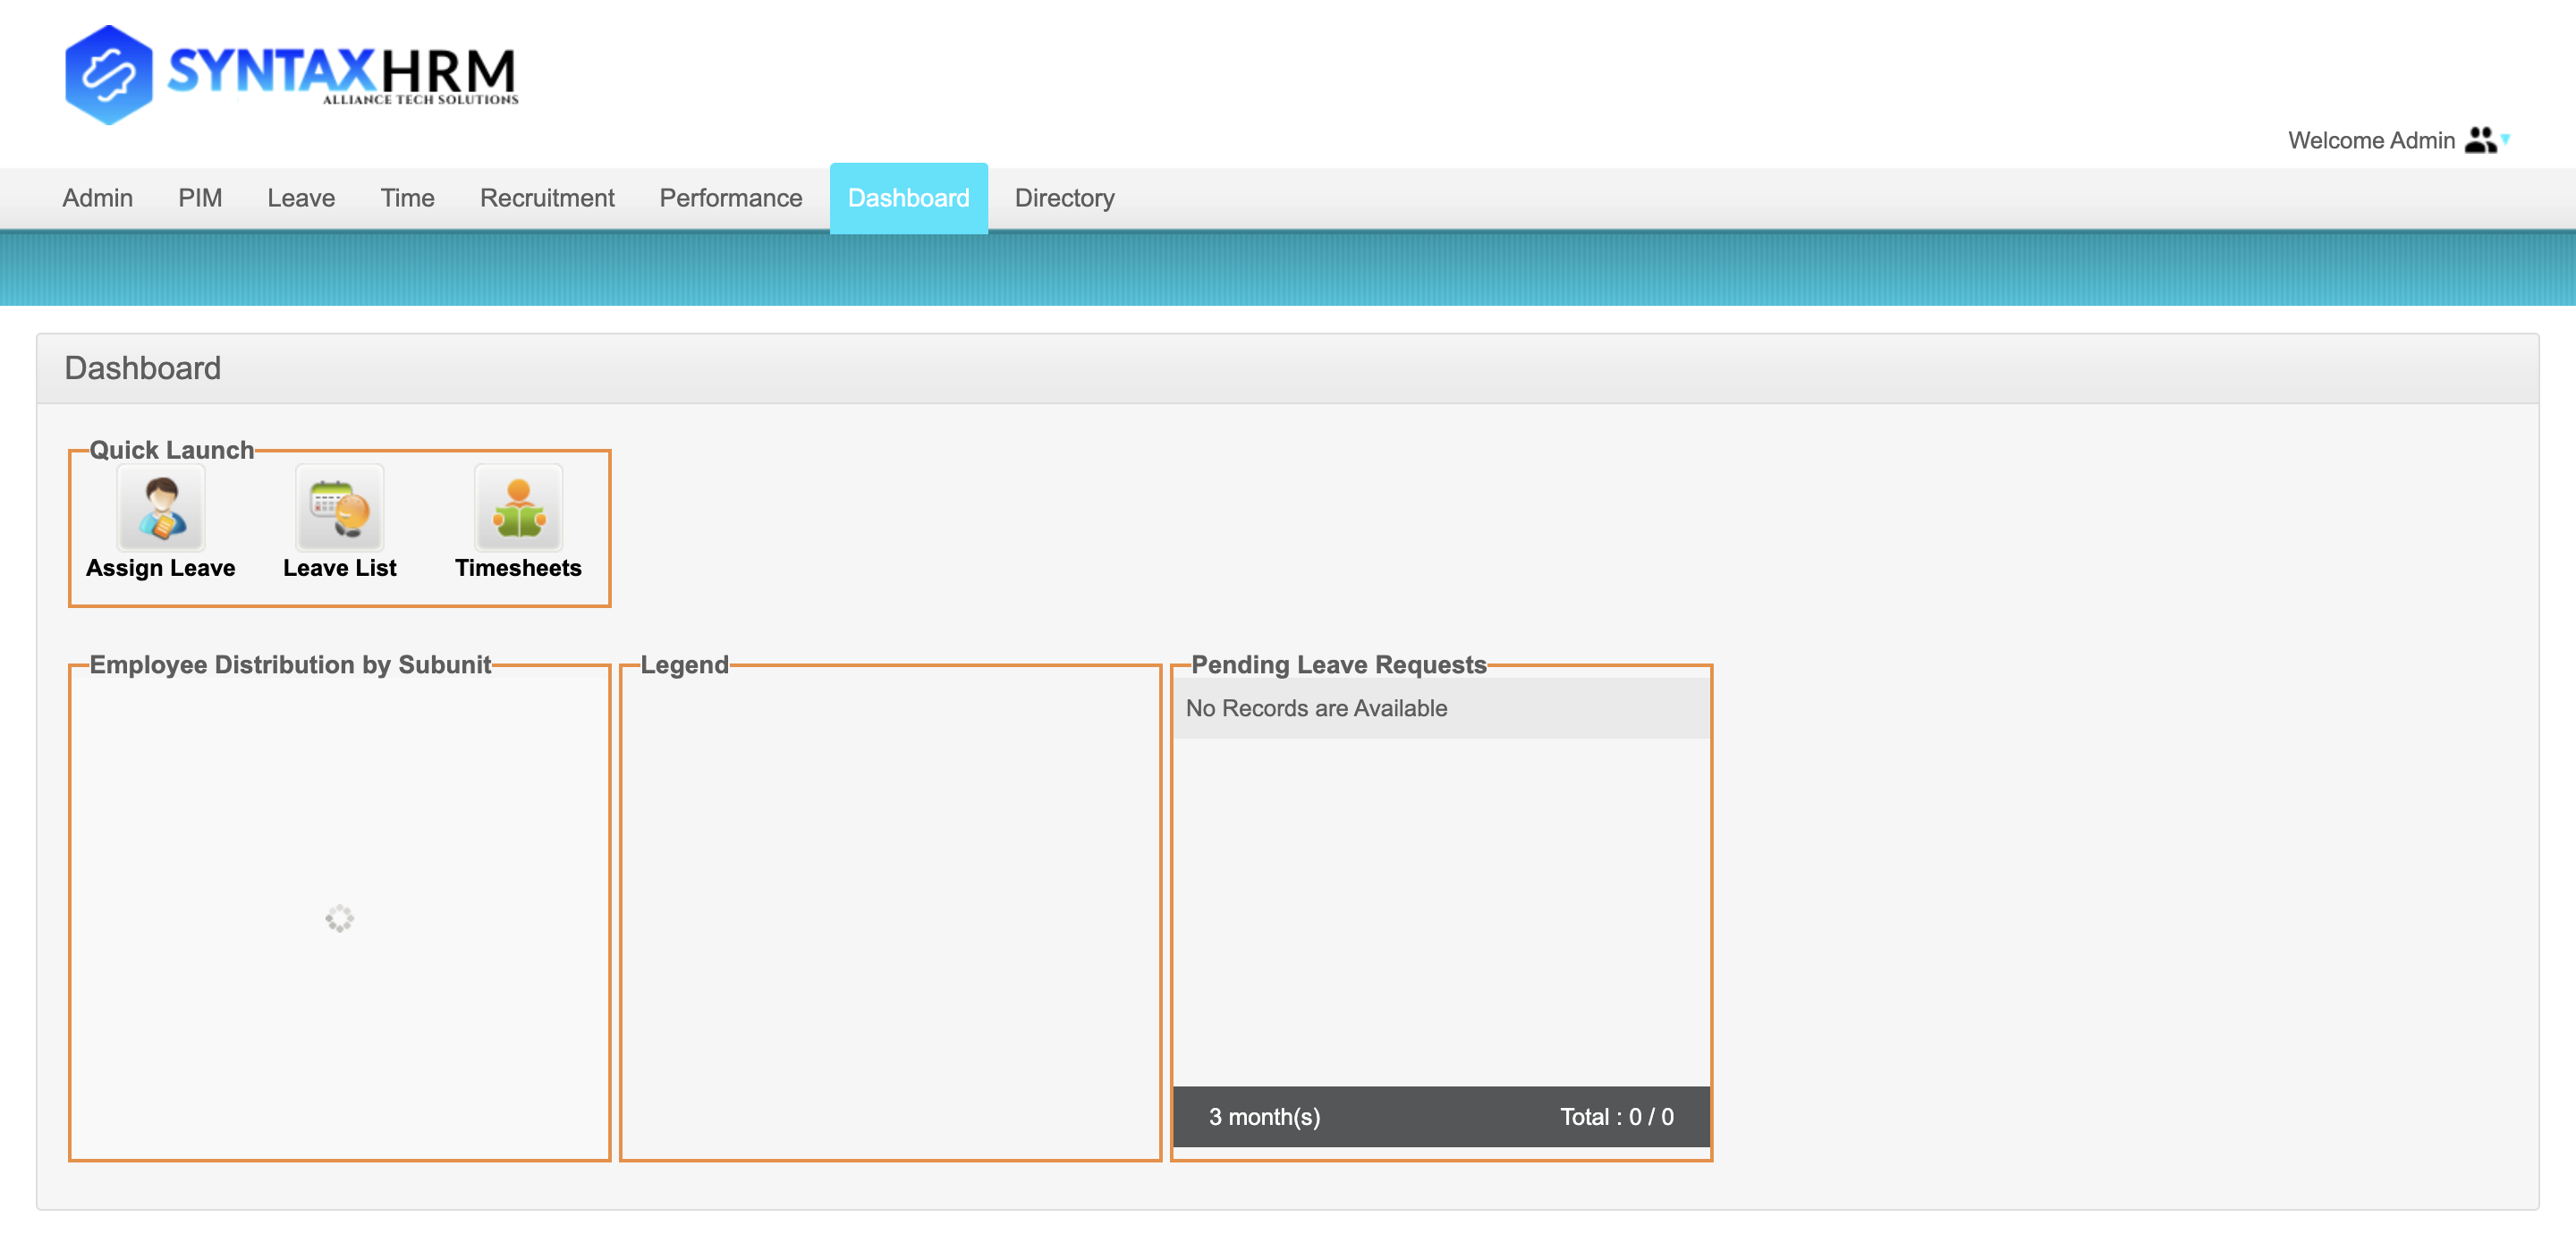 SYNTAXHRM
ALLIANCE TECH SOLUTIONS
Welcome Admin
Admin PIM Leave Time Recruitment Performance Dashboard Directory
Dashboard
Quick Launch
Assign Leave Leave List Timesheets
Employee Distribution by Subunit Legend Pending Leave Requests
No Records are Available
3 month(s) Total : 0 / 0